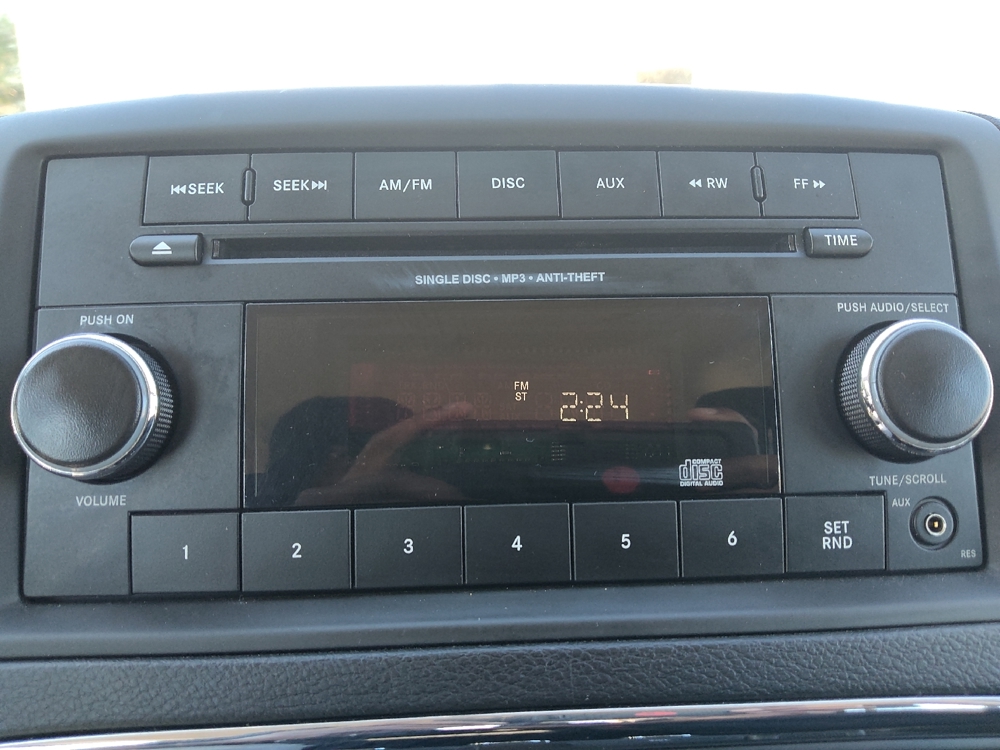 ⏮SEEK SEEK⏭ AM/FM DISC AUX ◀◀ RW FF ▶▶
TIME
SINGLE DISC • MP3 • ANTI-THEFT
PUSH ON
PUSH AUDIO/SELECT
FM
ST
2:24
COMPACT
disc
DIGITAL AUDIO
VOLUME
TUNE/SCROLL
AUX
1 2 3 4 5 6 SET
RND
RES